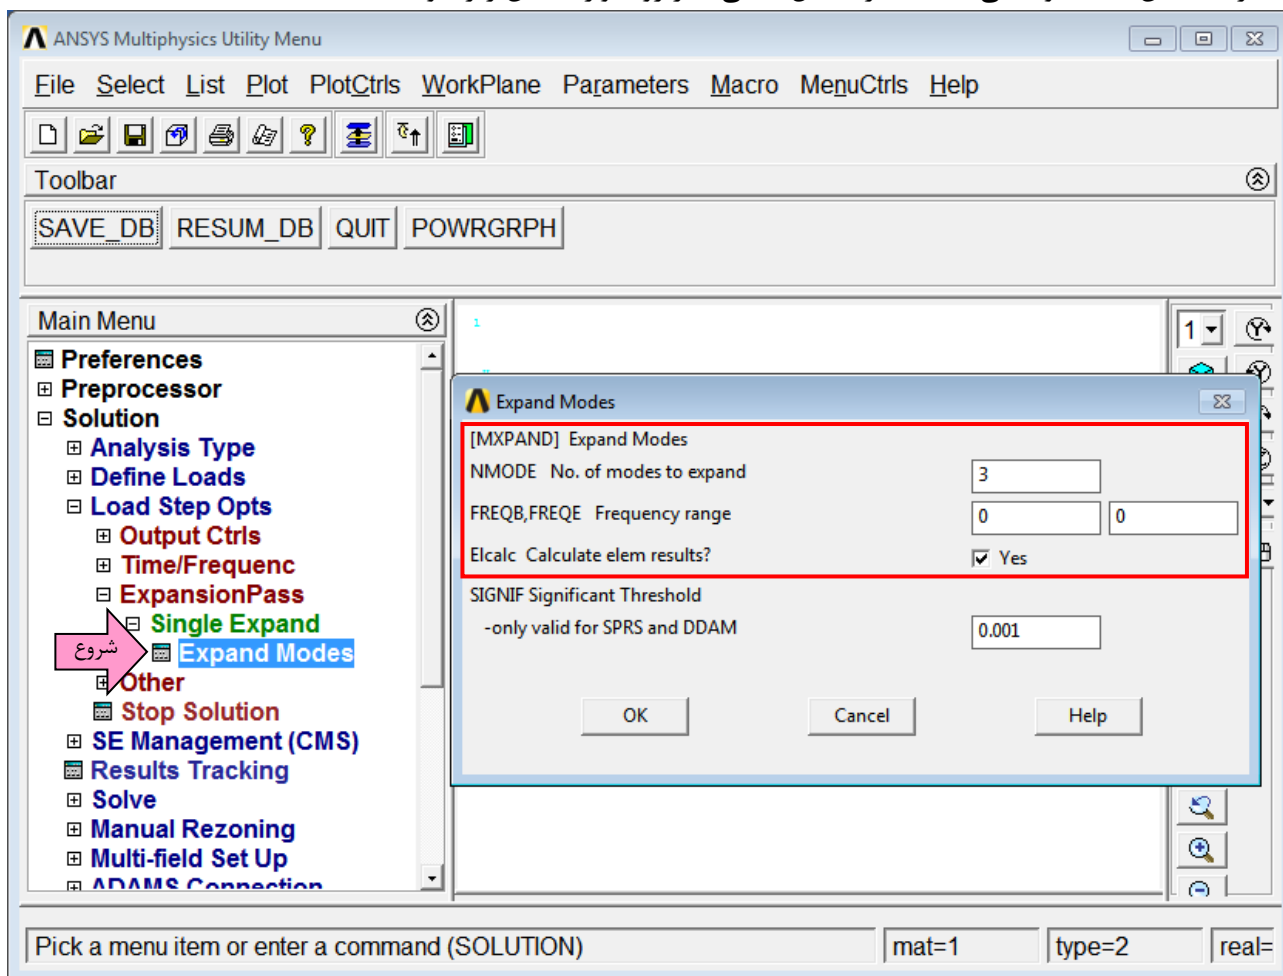 ANSYS Multiphysics Utility Menu
File Select List Plot PlotCtrls WorkPlane Parameters Macro MenuCtrls Help
Toolbar
SAVE_DB RESUM_DB QUIT POWRGRPH
Main Menu
Preferences
Preprocessor
Solution
Analysis Type
Define Loads
Load Step Opts
Output Ctrls
Time/Frequenc
ExpansionPass
Single Expand
شروع
Expand Modes
Other
Stop Solution
SE Management (CMS)
Results Tracking
Solve
Manual Rezoning
Multi-field Set Up
ADAMS Connection
1
1
Expand Modes
[MXPAND] Expand Modes
NMODE No. of modes to expand 3
FREQB,FREQE Frequency range 0 0
Elcalc Calculate elem results? Yes
SIGNIF Significant Threshold
-only valid for SPRS and DDAM 0.001
OK Cancel Help
Pick a menu item or enter a command (SOLUTION) mat=1 type=2 real=